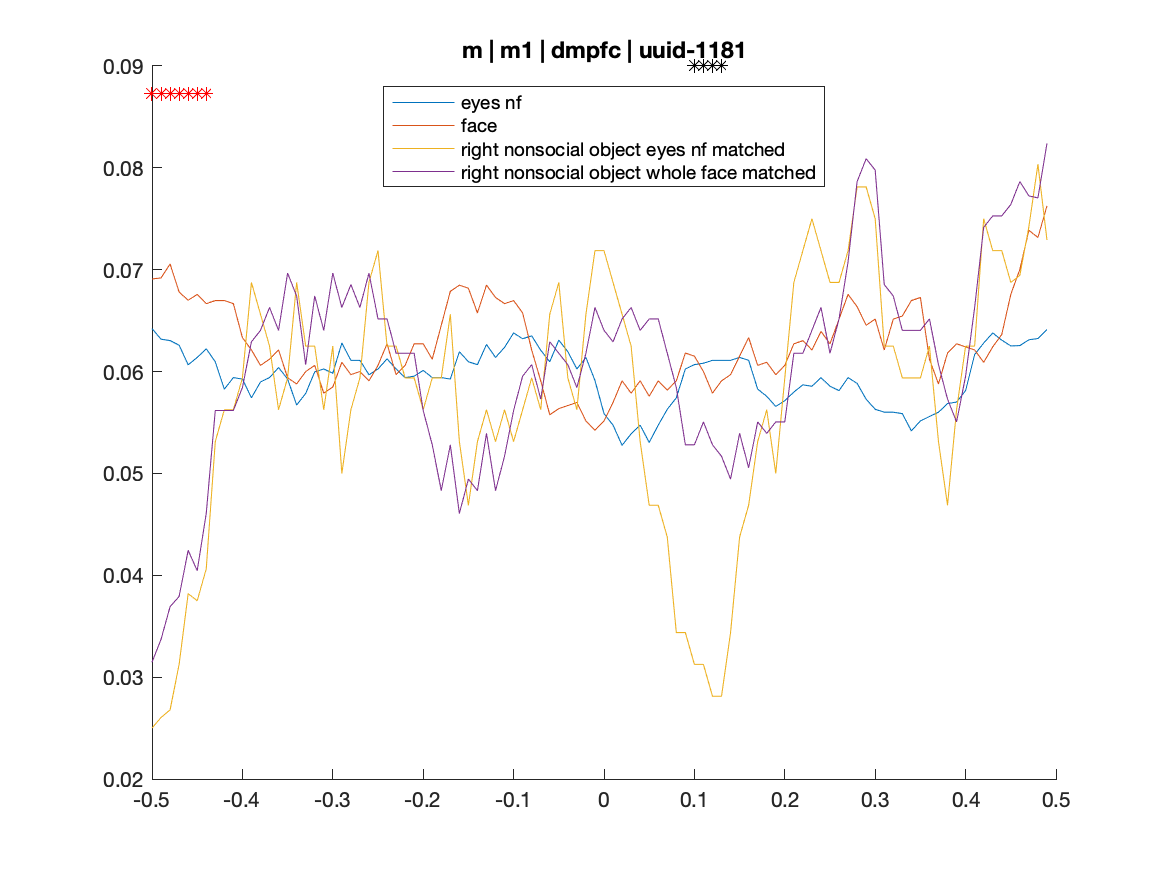 m | m1 | dmpfc | uuid-1181
0.09
0.08
0.07
0.06
0.05
0.04
0.03
0.02
eyes nf
face
right nonsocial object eyes nf matched
right nonsocial object whole face matched
-0.5 -0.4 -0.3 -0.2 -0.1 0 0.1 0.2 0.3 0.4 0.5